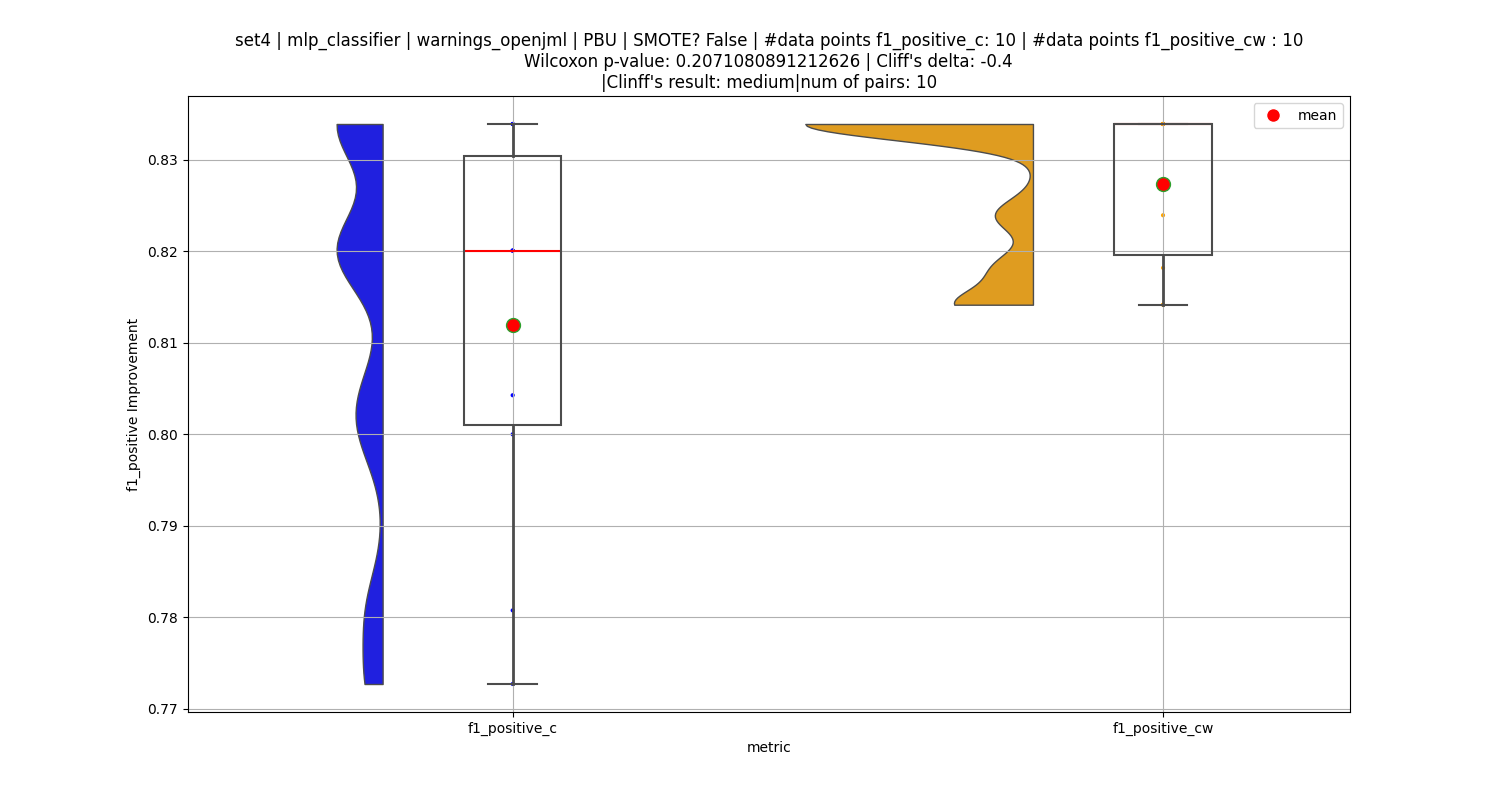 set4 | mlp_classifier | warnings_openjml | PBU | SMOTE? False | #data points f1_positive_c: 10 | #data points f1_positive_cw : 10
Wilcoxon p-value: 0.2071080891212626 | Cliff's delta: -0.4
|Clinff's result: medium|num of pairs: 10
mean
0.83
0.82
0.81
0.80
0.79
0.78
0.77
f1_positive Improvement
f1_positive_c
f1_positive_cw
metric